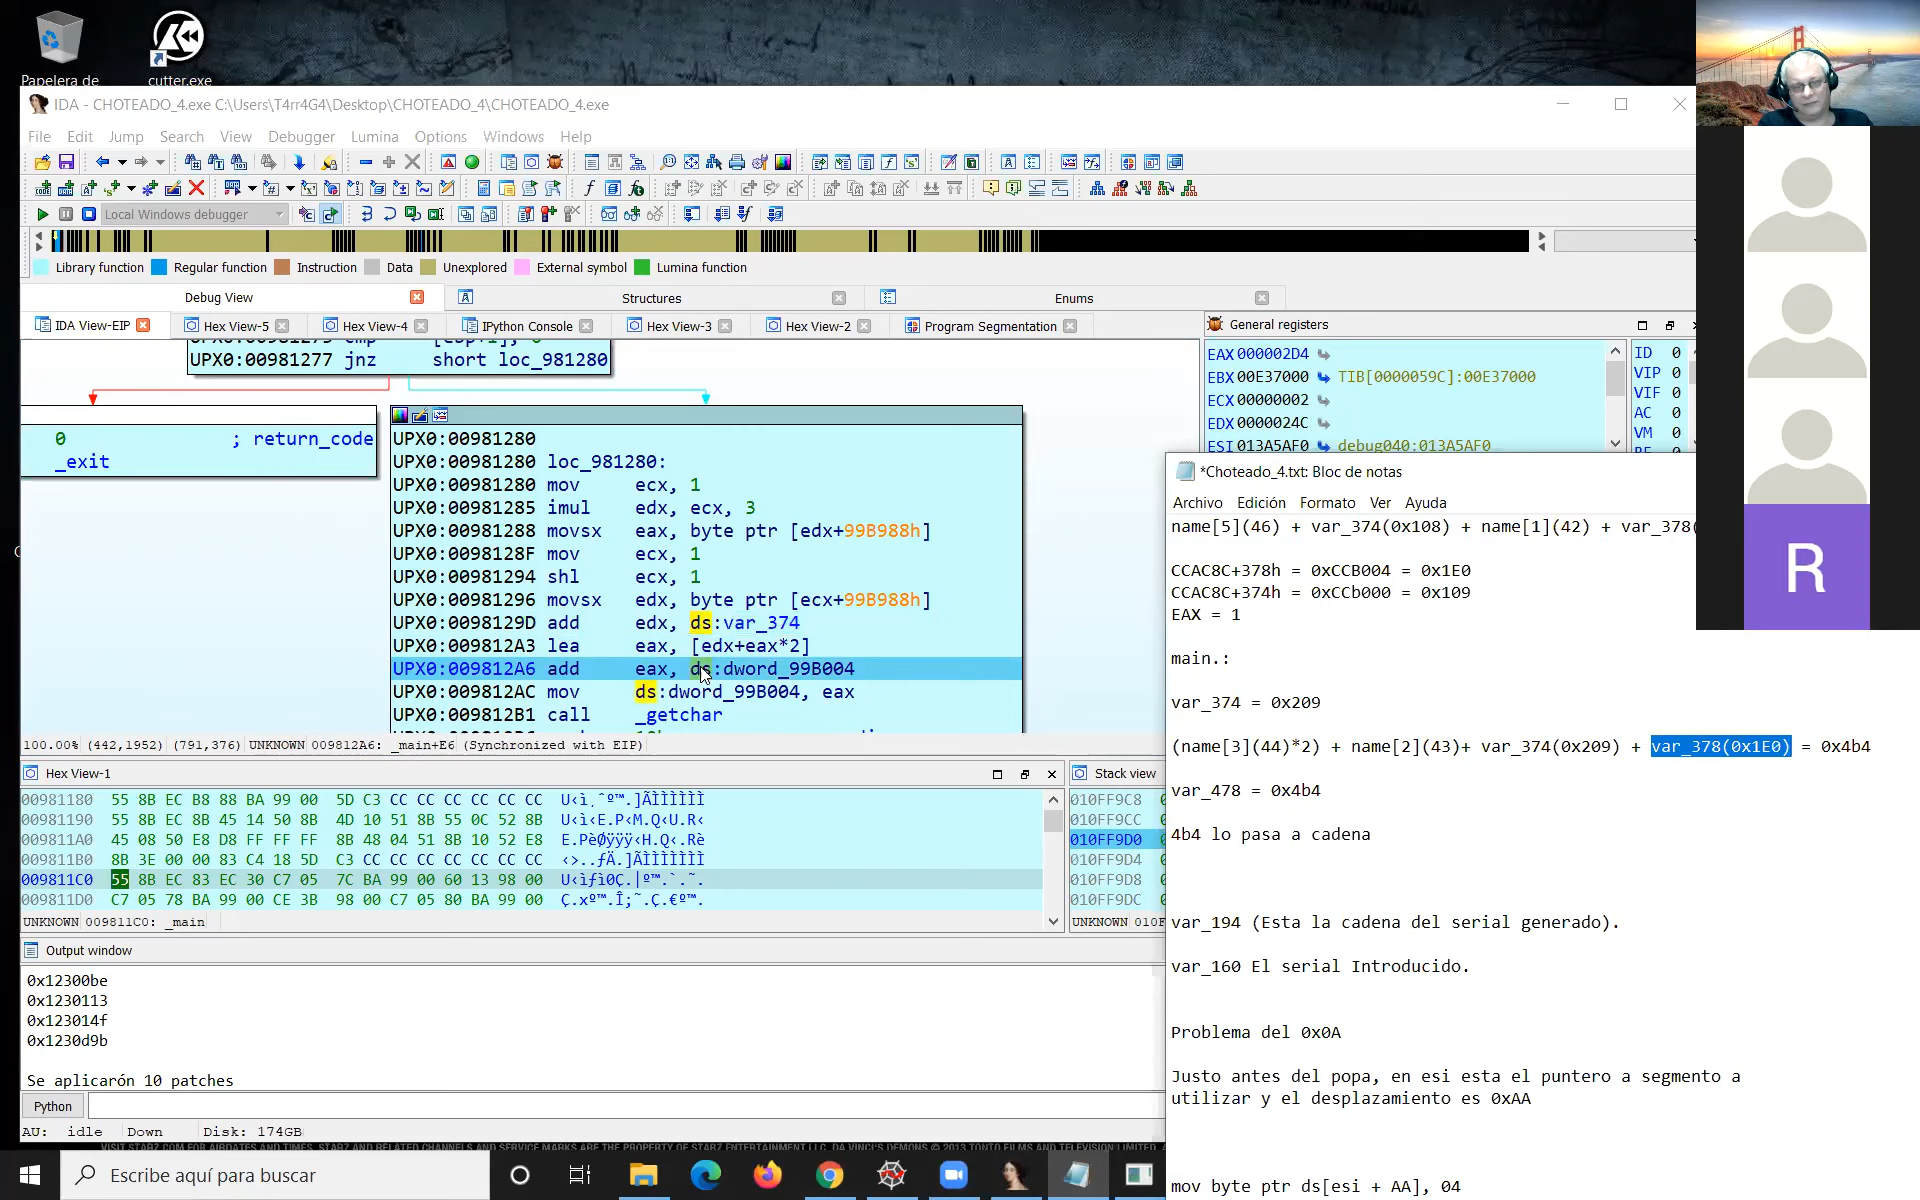 Papelera de
cutter.exe
IDA - CHOTEADO_4.exe C:\Users\T4rr4G4\Desktop\CHOTEADO_4\CHOTEADO_4.exe
File Edit Jump Search View Debugger Lumina Options Windows Help
Local Windows debugger
Library function Regular function Instruction Data Unexplored External symbol Lumina function
Debug View Structures Enums
IDA View-EIP Hex View-5 Hex View-4 IPython Console Hex View-3 Hex View-2 Program Segmentation
General registers
UPX0:00981277 jnz short loc_981280
0 ; return_code
_exit
UPX0:00981280
UPX0:00981280 loc_981280:
UPX0:00981280 mov ecx, 1
UPX0:00981285 imul edx, ecx, 3
UPX0:00981288 movsx eax, byte ptr [edx+99B988h]
UPX0:0098128F mov ecx, 1
UPX0:00981294 shl ecx, 1
UPX0:00981296 movsx edx, byte ptr [ecx+99B988h]
UPX0:0098129D add edx, ds:var_374
UPX0:009812A3 lea eax, [edx+eax*2]
UPX0:009812A6 add eax, ds:dword_99B004
UPX0:009812AC mov ds:dword_99B004, eax
UPX0:009812B1 call _getchar
100.00% (442,1952) (791,376) UNKNOWN 009812A6: _main+E6 (Synchronized with EIP)
EAX 000002D4
EBX 00E37000 TIB[0000059C]:00E37000
ECX 00000002
EDX 0000024C
ESI 013A5AF0 debug040:013A5AF0
ID 0
VIP 0
VIF 0
AC 0
VM 0
Hex View-1
00981180 55 8B EC B8 88 BA 99 00 5D C3 CC CC CC CC CC CC U‹ì¸ˆº™.]ÃÌÌÌÌÌÌ
00981190 55 8B EC 8B 45 14 50 8B 4D 10 51 8B 55 0C 52 8B U‹ì‹E.P‹M.Q‹U.R‹
009811A0 45 08 50 E8 D8 FF FF FF 8B 48 04 51 8B 10 52 E8 E.PèØÿÿÿ‹H.Q‹.Rè
009811B0 8B 3E 00 00 83 C4 18 5D C3 CC CC CC CC CC CC CC ‹>..ƒÄ.]ÃÌÌÌÌÌÌÌ
009811C0 55 8B EC 83 EC 30 C7 05 7C BA 99 00 60 13 98 00 U‹ìƒì0Ç.|º™.`.˜.
009811D0 C7 05 78 BA 99 00 CE 3B 98 00 C7 05 80 BA 99 00 Ç.xº™.Î;˜.Ç.€º™.
UNKNOWN 009811C0: _main
Stack view
010FF9C8
010FF9CC
010FF9D0
010FF9D4
010FF9D8
010FF9DC
UNKNOWN 010F
Output window
0x12300be
0x1230113
0x123014f
0x1230d9b
Se aplicarón 10 patches
Python
AU: idle Down Disk: 174GB
*Choteado_4.txt: Bloc de notas
Archivo Edición Formato Ver Ayuda
name[5](46) + var_374(0x108) + name[1](42) + var_378(
CCAC8C+378h = 0xCCB004 = 0x1E0
CCAC8C+374h = 0xCCb000 = 0x109
EAX = 1
main.:
var_374 = 0x209
(name[3](44)*2) + name[2](43)+ var_374(0x209) + var_378(0x1E0) = 0x4b4
var_478 = 0x4b4
4b4 lo pasa a cadena
var_194 (Esta la cadena del serial generado).
var_160 El serial Introducido.
Problema del 0x0A
Justo antes del popa, en esi esta el puntero a segmento a
utilizar y el desplazamiento es 0xAA
mov byte ptr ds[esi + AA], 04
R
Escribe aquí para buscar